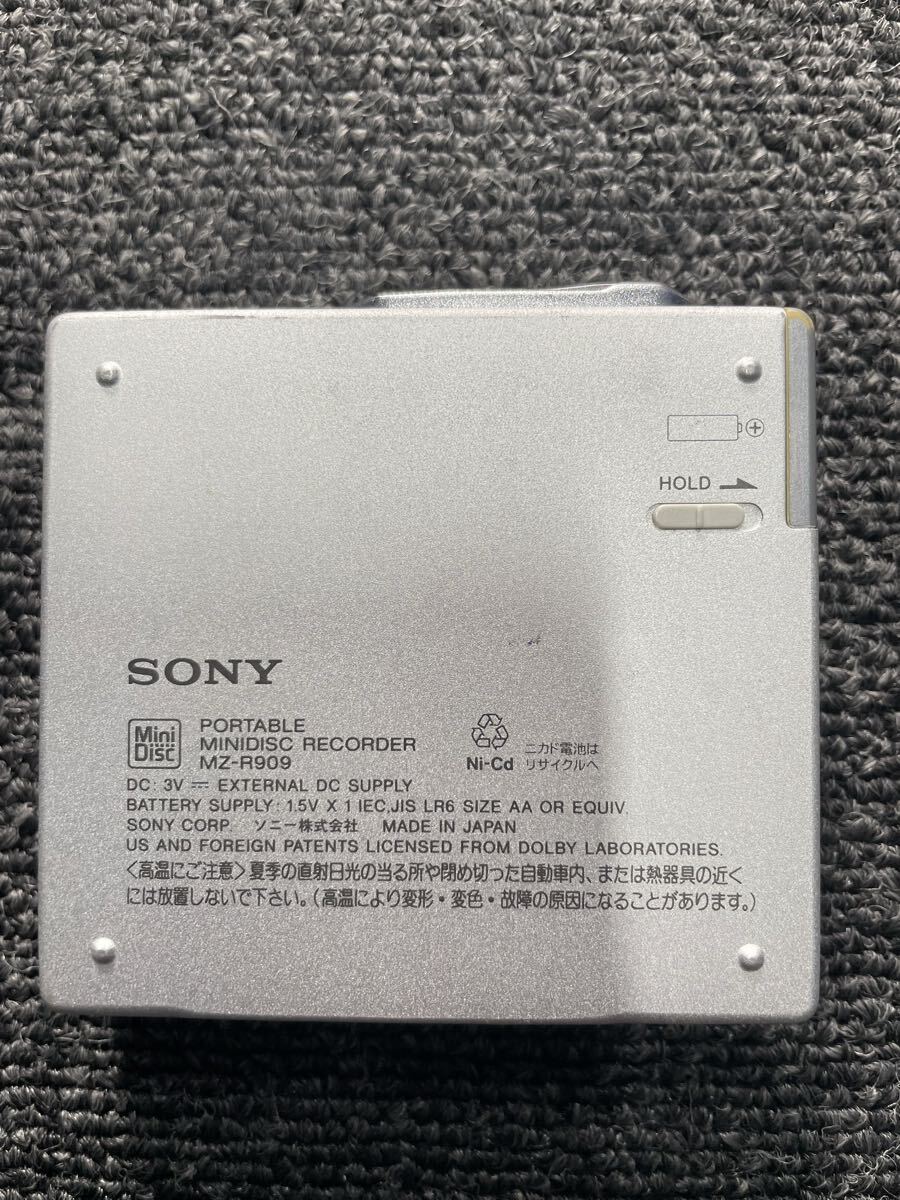 ⊕
HOLD
SONY
Mini Disc
PORTABLE
MINIDISC RECORDER
MZ-R909
Ni-Cd
ニカド電池は
リサイクルへ
DC: 3V ⎓ EXTERNAL DC SUPPLY
BATTERY SUPPLY: 1.5V X 1 IEC,JIS LR6 SIZE AA OR EQUIV.
SONY CORP. ソニー株式会社 MADE IN JAPAN
US AND FOREIGN PATENTS LICENSED FROM DOLBY LABORATORIES.
〈高温にご注意〉夏季の直射日光の当る所や閉め切った自動車内、または熱器具の近く
には放置しないで下さい。(高温により変形・変色・故障の原因になることがあります。)